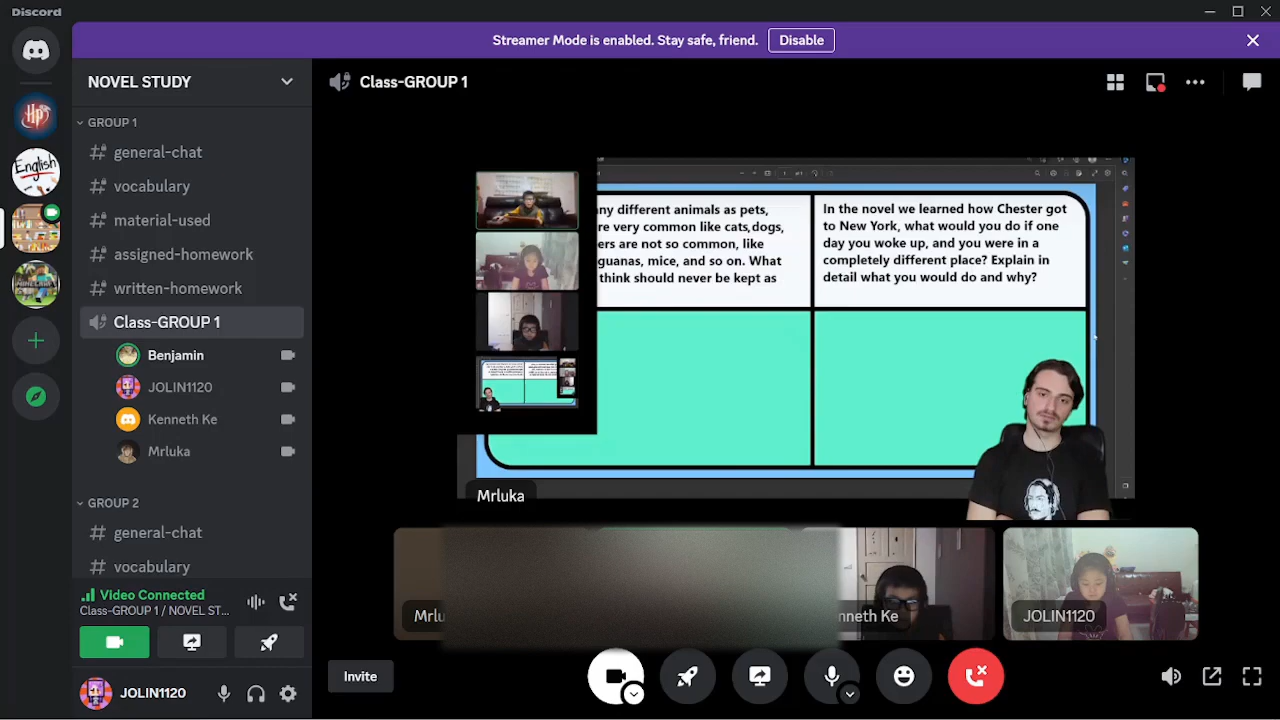 Discord
Streamer Mode is enabled. Stay safe, friend.
Disable
NOVEL STUDY
Class-GROUP 1
HP
English
MINECRAFT
GROUP 1
general-chat
vocabulary
material-used
assigned-homework
written-homework
Class-GROUP 1
Benjamin
JOLIN1120
Kenneth Ke
Mrluka
GROUP 2
general-chat
vocabulary
Video Connected
Class-GROUP 1 / NOVEL ST...
JOLIN1120
ny different animals as pets,
re very common like cats,dogs,
ers are not so common, like
guanas, mice, and so on. What
think should never be kept as
In the novel we learned how Chester got
to New York, what would you do if one
day you woke up, and you were in a
completely different place? Explain in
detail what you would do and why?
Mrluka
Mrlu
nneth Ke
JOLIN1120
Invite